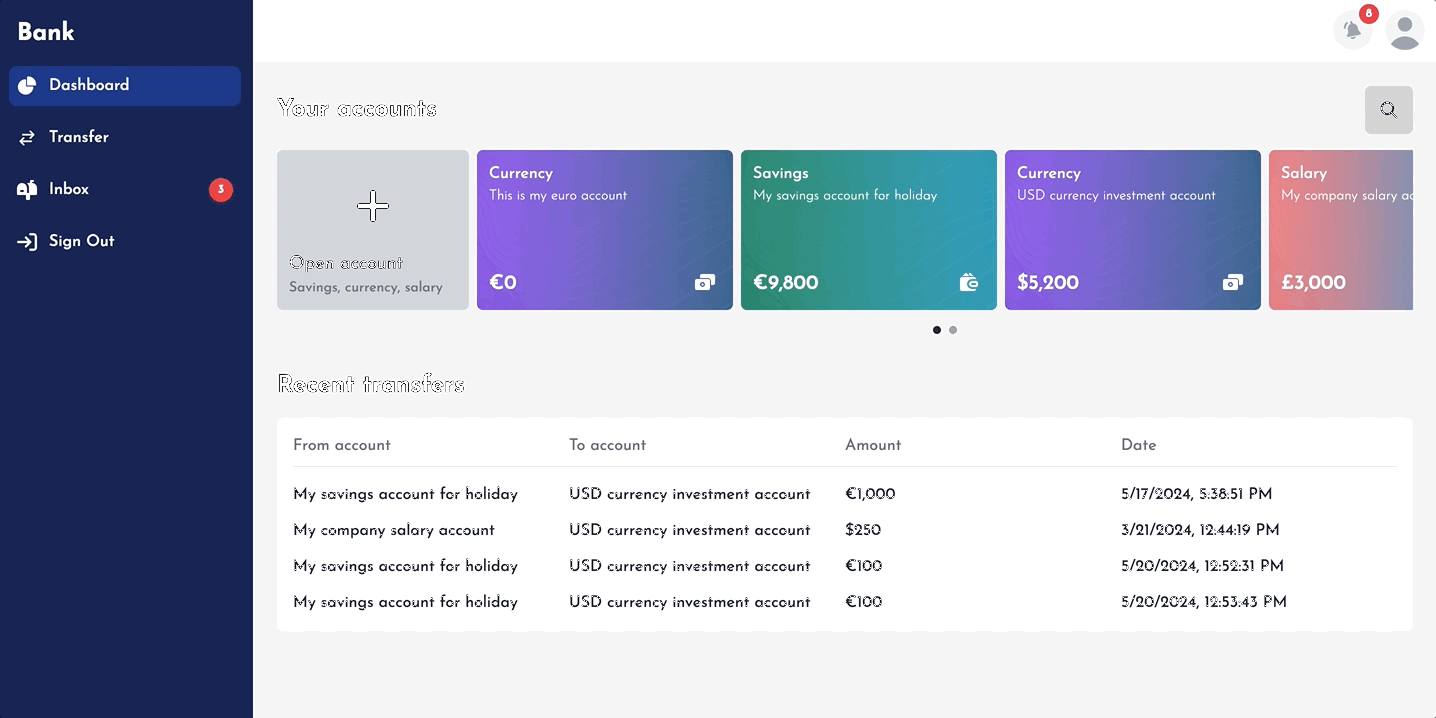 Bank
8
Dashboard
Transfer
Inbox 3
Sign Out
Your accounts
Open account
Savings, currency, salary
Currency
This is my euro account
€0
Savings
My savings account for holiday
€9,800
Currency
USD currency investment account
$5,200
Salary
My company salary
£3,000
Recent transfers
From account To account Amount Date
My savings account for holiday USD currency investment account €1,000 5/17/2024, 5:38:51 PM
My company salary account USD currency investment account $250 3/21/2024, 12:44:19 PM
My savings account for holiday USD currency investment account €100 5/20/2024, 12:52:31 PM
My savings account for holiday USD currency investment account €100 5/20/2024, 12:53:43 PM